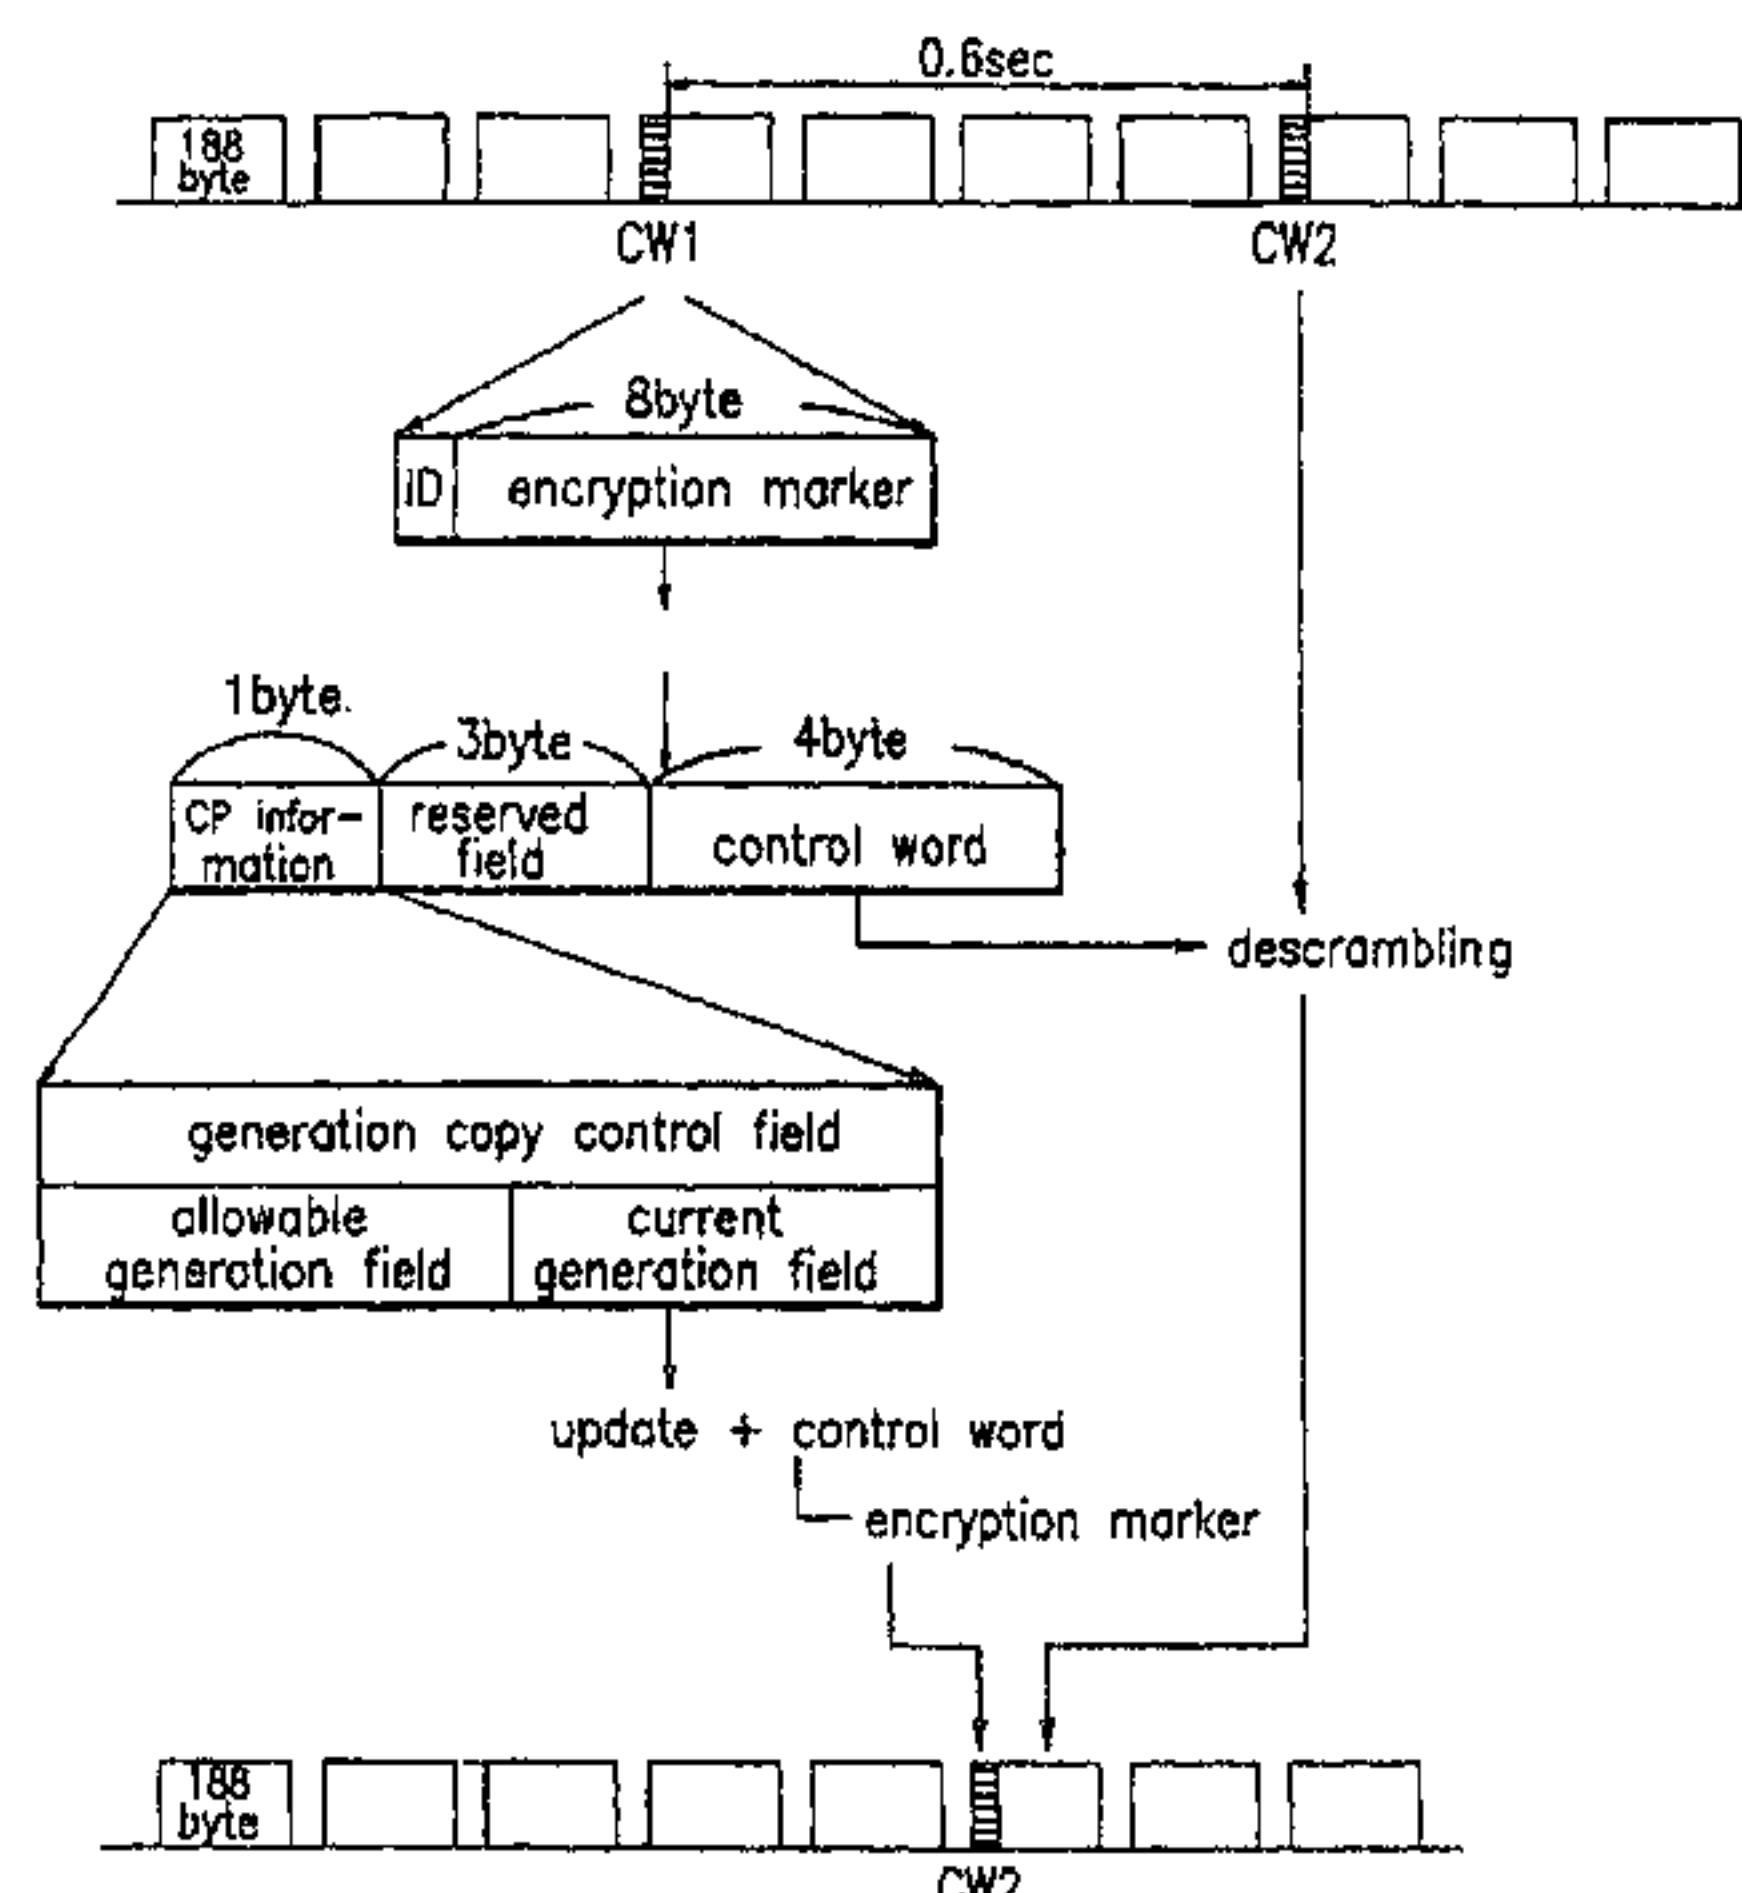 0.6sec
188
byte
CW1
CW2
8byte
ID
encryption marker
1byte.
3byte
4byte
CP infor-
mation
reserved
field
control word
descrambling
generation copy control field
allowable
generation field
current
generation field
update + control word
encryption marker
188
byte
CW2